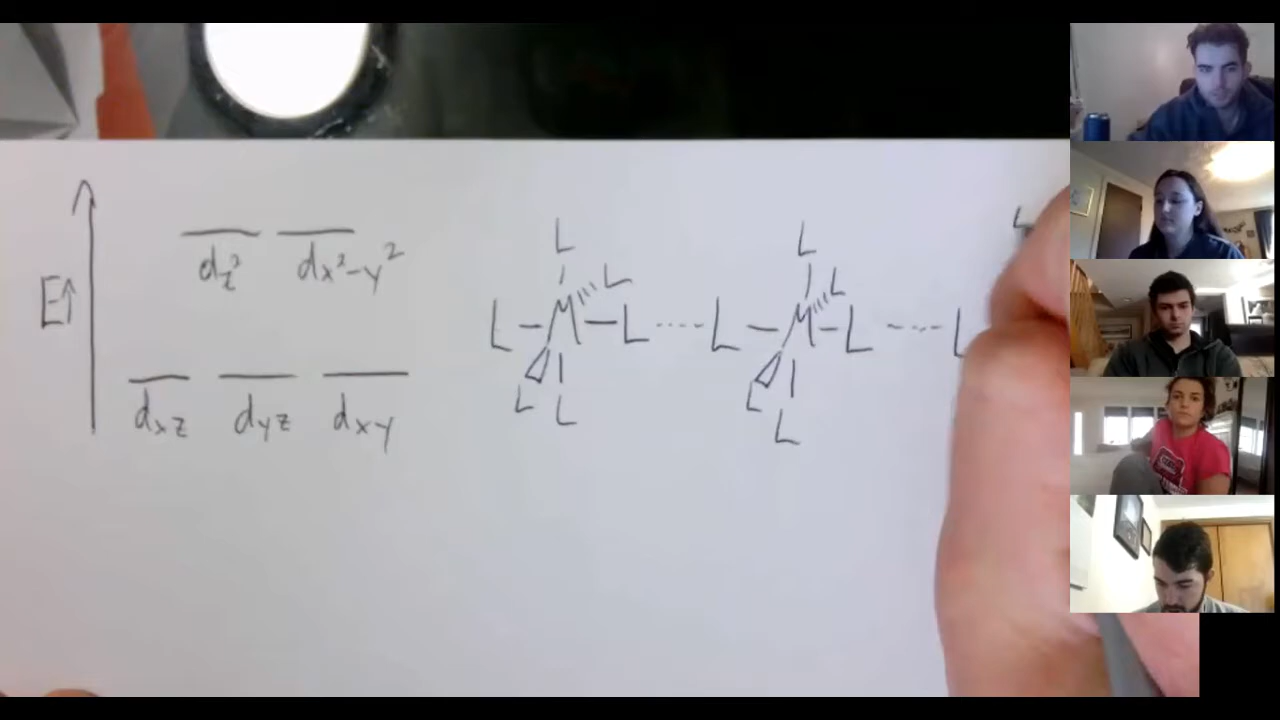 E↑
dz² dx²-y²
dxz dyz dxy
L L
L L
L M L L M L L
L L
L L